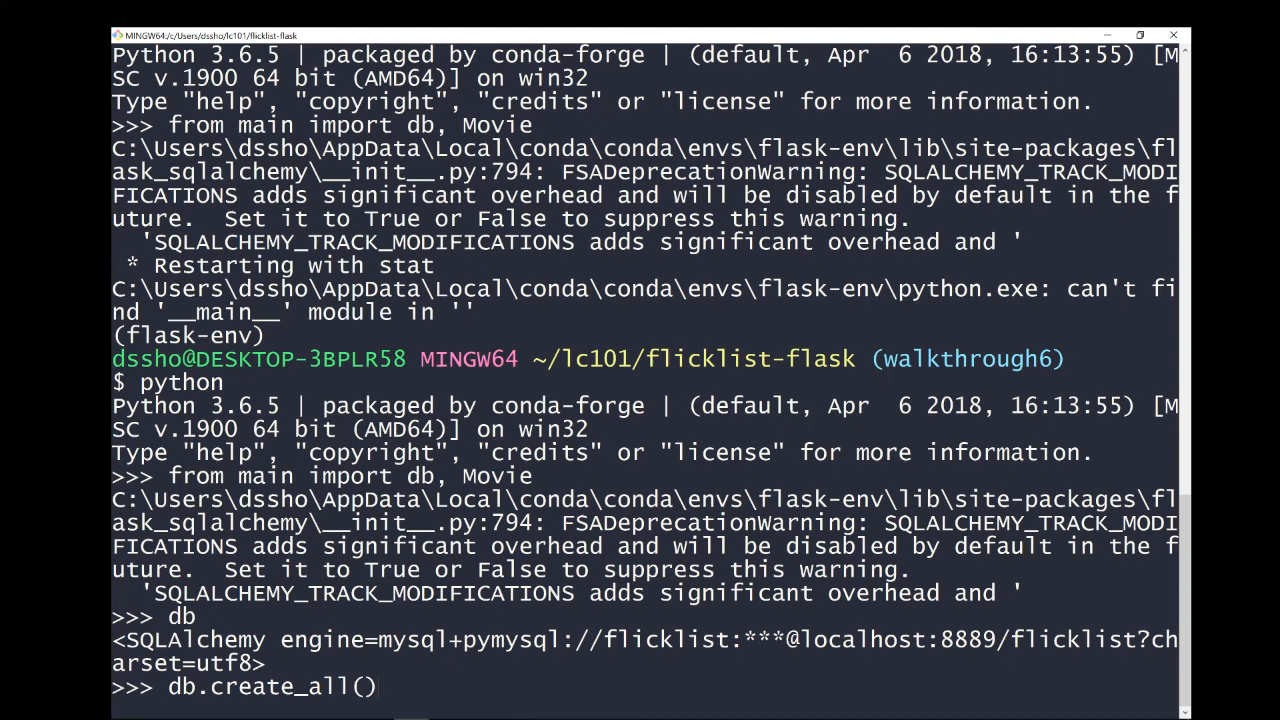 MINGW64:/c/Users/dssho/lc101/flicklist-flask
Python 3.6.5 | packaged by conda-forge | (default, Apr  6 2018, 16:13:55) [M
SC v.1900 64 bit (AMD64)] on win32
Type "help", "copyright", "credits" or "license" for more information.
>>> from main import db, Movie
C:\Users\dssho\AppData\Local\conda\conda\envs\flask-env\lib\site-packages\fl
ask_sqlalchemy\__init__.py:794: FSADeprecationWarning: SQLALCHEMY_TRACK_MODI
FICATIONS adds significant overhead and will be disabled by default in the f
uture.  Set it to True or False to suppress this warning.
  'SQLALCHEMY_TRACK_MODIFICATIONS adds significant overhead and '
 * Restarting with stat
C:\Users\dssho\AppData\Local\conda\conda\envs\flask-env\python.exe: can't fi
nd '__main__' module in ''
(flask-env)
dssho@DESKTOP-3BPLR58 MINGW64 ~/lc101/flicklist-flask (walkthrough6)
$ python
Python 3.6.5 | packaged by conda-forge | (default, Apr  6 2018, 16:13:55) [M
SC v.1900 64 bit (AMD64)] on win32
Type "help", "copyright", "credits" or "license" for more information.
>>> from main import db, Movie
C:\Users\dssho\AppData\Local\conda\conda\envs\flask-env\lib\site-packages\fl
ask_sqlalchemy\__init__.py:794: FSADeprecationWarning: SQLALCHEMY_TRACK_MODI
FICATIONS adds significant overhead and will be disabled by default in the f
uture.  Set it to True or False to suppress this warning.
  'SQLALCHEMY_TRACK_MODIFICATIONS adds significant overhead and '
>>> db
<SQLAlchemy engine=mysql+pymysql://flicklist:***@localhost:8889/flicklist?ch
arset=utf8>
>>> db.create_all()